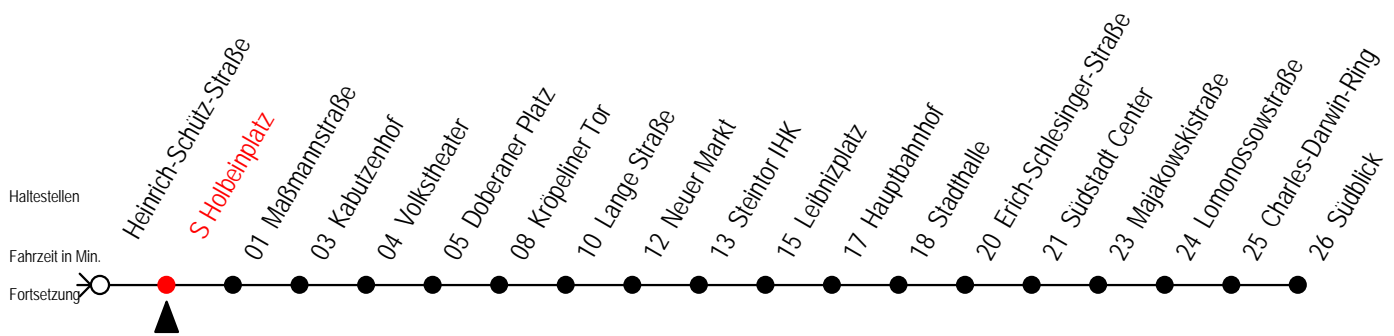 Haltestellen
Fahrzeit in Min.
Fortsetzung
Heinrich-Schütz-Straße
S Holbeinplatz
01 Maßmannstraße
03 Kabutzenhof
04 Volkstheater
05 Doberaner Platz
08 Kröpeliner Tor
10 Lange Straße
12 Neuer Markt
13 Steintor IHK
15 Leibnizplatz
17 Hauptbahnhof
18 Stadthalle
20 Erich-Schlesinger-Straße
21 Südstadt Center
23 Majakowskistraße
24 Lomonossowstraße
25 Charles-Darwin-Ring
26 Südblick